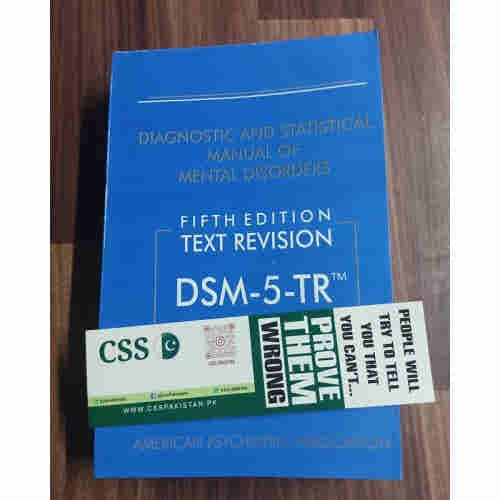 DIAGNOSTIC AND STATISTICAL
MANUAL OF
MENTAL DISORDERS
FIFTH EDITION
TEXT REVISION
DSM-5-TR™
CSS
WWW.CSSPAKISTAN.PK
PEOPLE WILL
TRY TO TELL
YOU THAT
YOU CAN'T...
PROVE
THEM
WRONG
AMERICAN PSYCHIATRIC ASSOCIATION